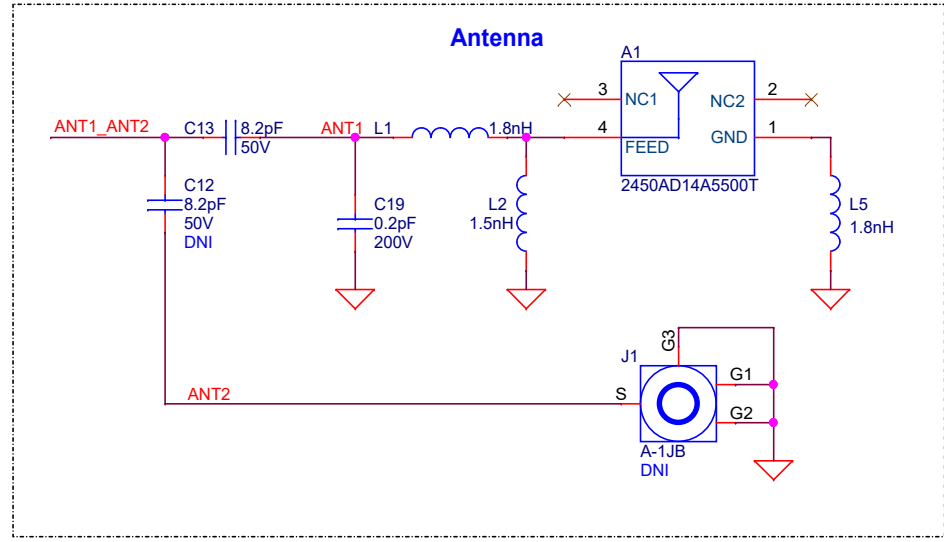 Antenna
A1
3
NC1
NC2
2
ANT1_ANT2
C13
8.2pF
50V
ANT1
L1
1.8nH
4
FEED
GND
1
2450AD14A5500T
C12
8.2pF
50V
DNI
C19
0.2pF
200V
L2
1.5nH
L5
1.8nH
ANT2
J1
G3
S
G1
G2
A-1JB
DNI